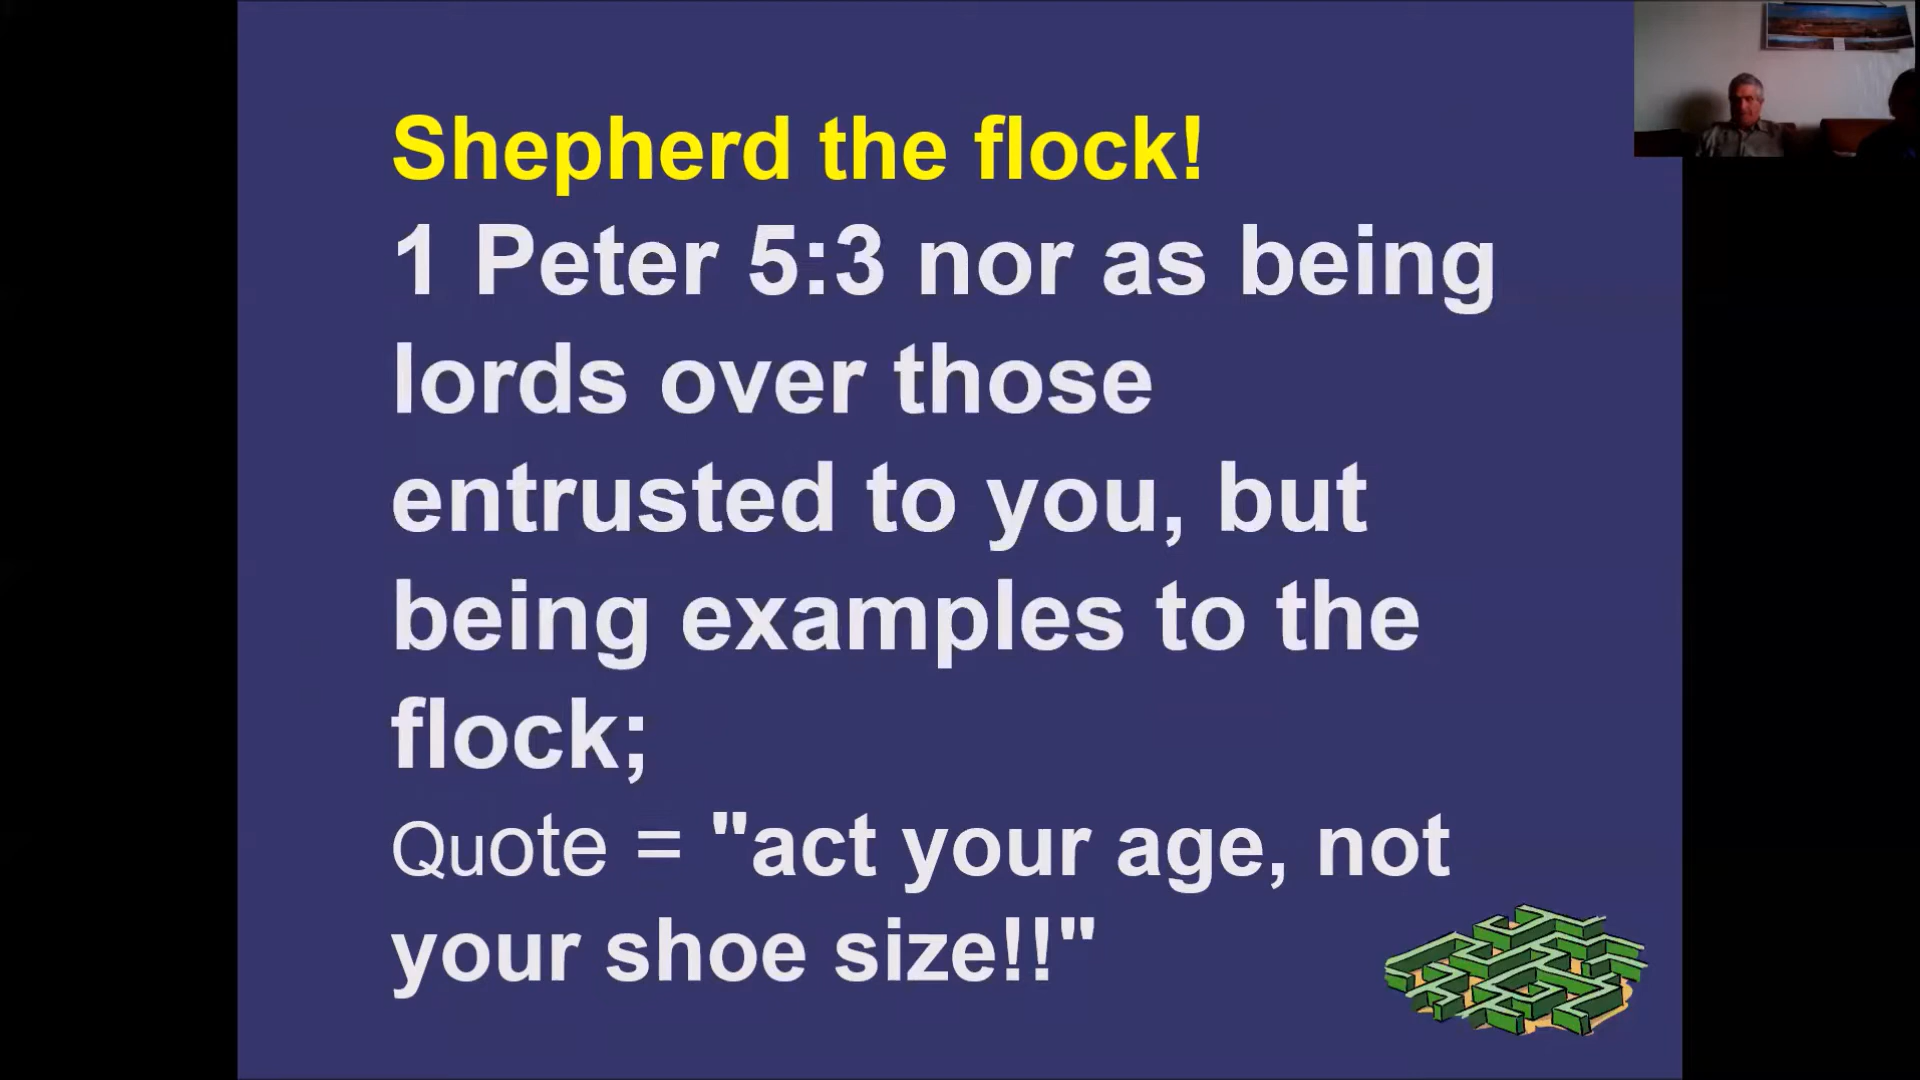 Shepherd the flock!
1 Peter 5:3 nor as being
lords over those
entrusted to you, but
being examples to the
flock;
Quote = "act your age, not
your shoe size!!"